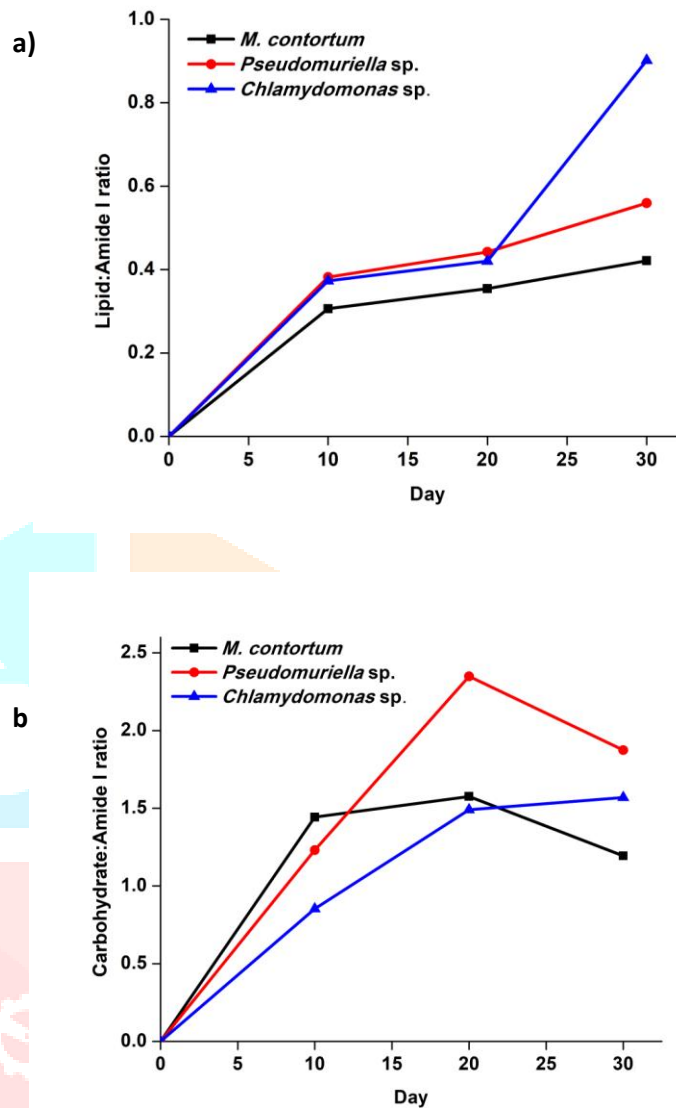 a)
M. contortum
Pseudomuriella sp.
Chlamydomonas sp.
Lipid:Amide I ratio
1.0
0.8
0.6
0.4
0.2
0.0
0 5 10 15 20 25 30
Day
b
M. contortum
Pseudomuriella sp.
Chlamydomonas sp.
Carbohydrate:Amide I ratio
2.5
2.0
1.5
1.0
0.5
0.0
0 5 10 15 20 25 30
Day